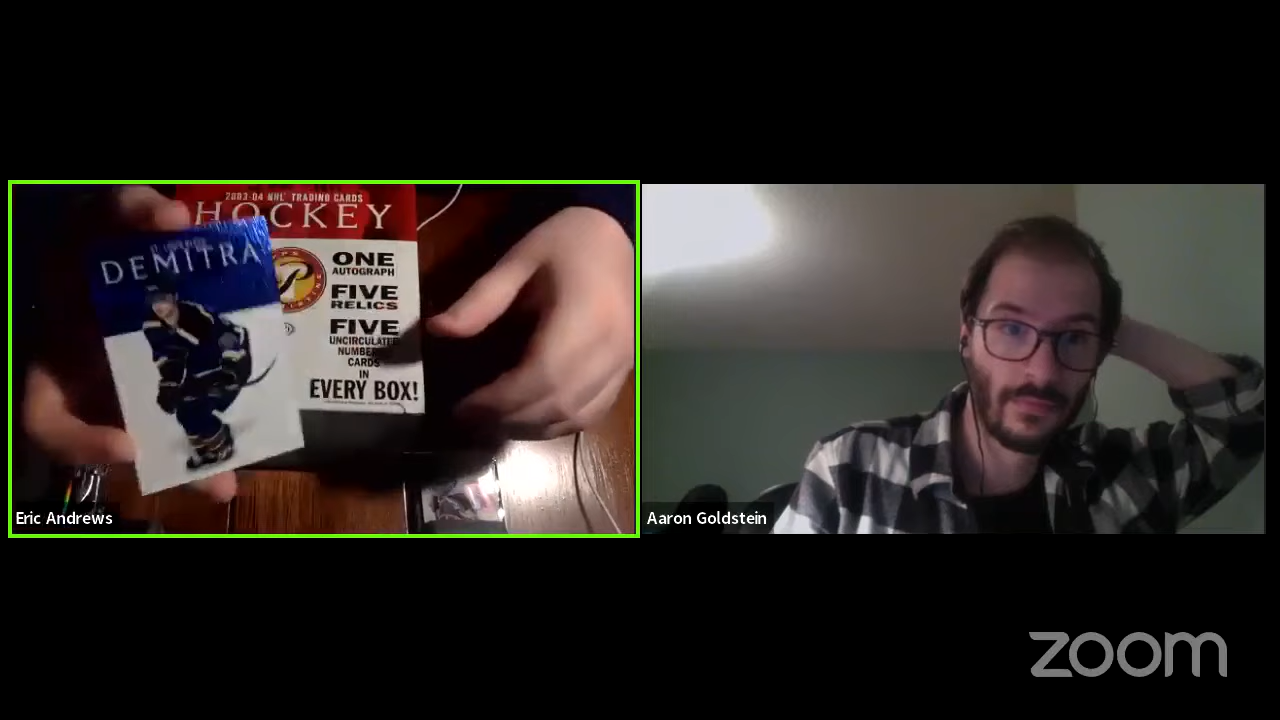 2003-04 NHL TRADING CARDS
HOCKEY
DEMITRA
ONE
AUTOGRAPH
FIVE
RELICS
FIVE
UNCIRCULATED
NUMBERED
CARDS
IN
EVERY BOX!
Eric Andrews
Aaron Goldstein
zoom